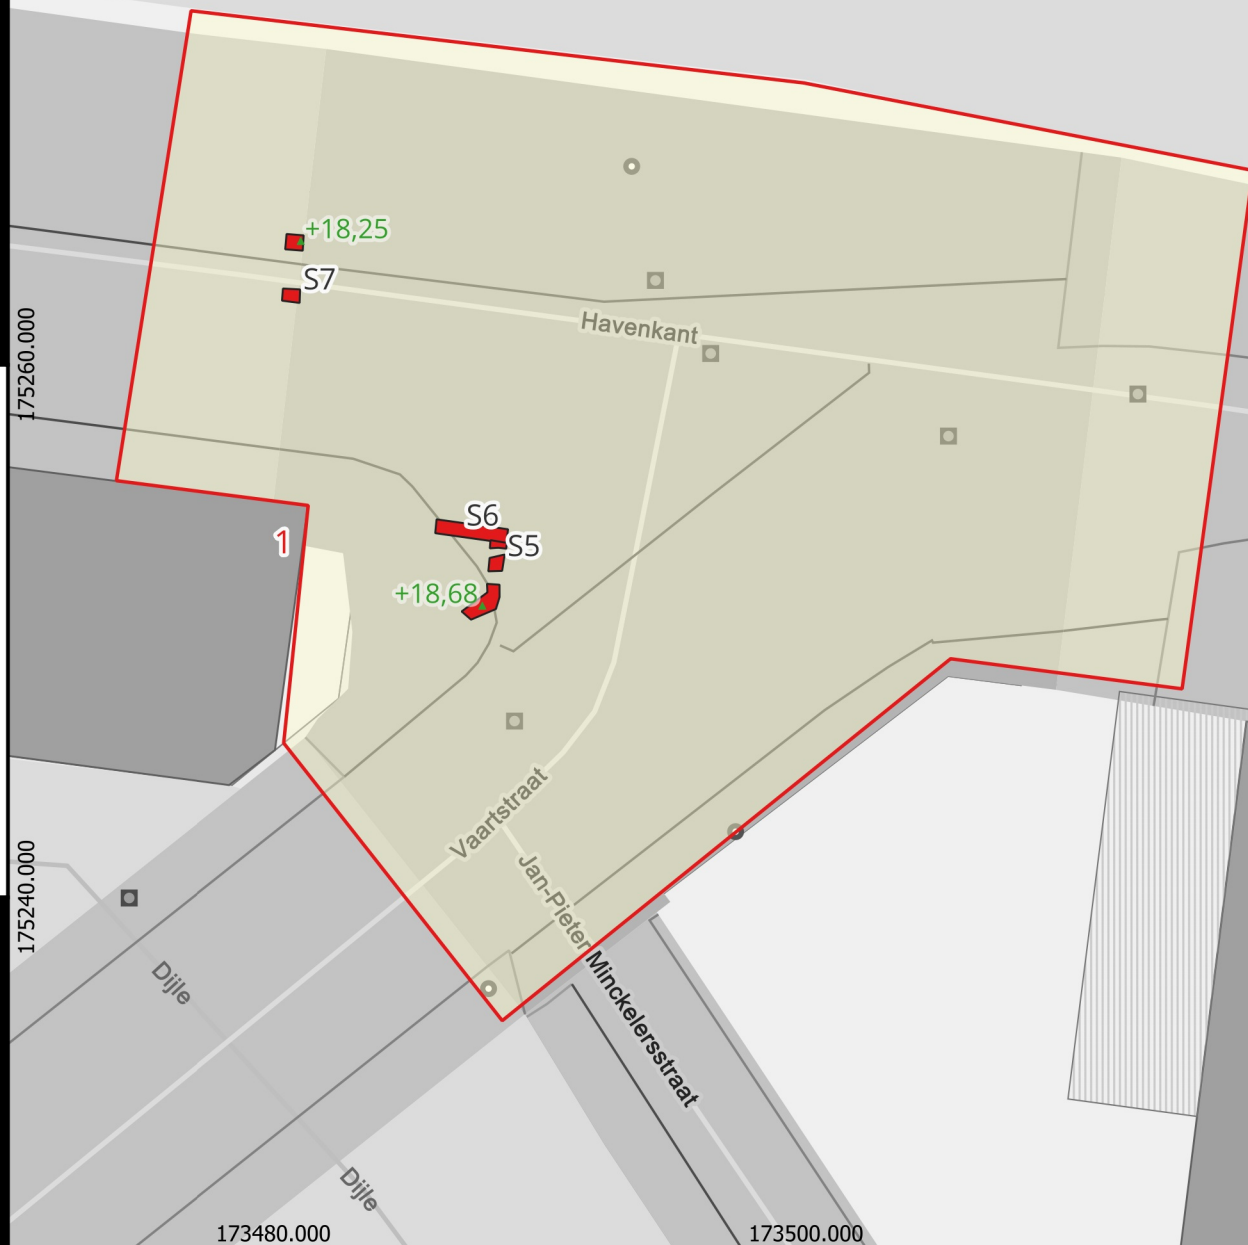 +18,25
S7
Havenkant
175260.000
S6
1
S5
+18,68
Vaartstraat
Jan-Pieter Minckelersstraat
175240.000
Dijle
Dijle
173480.000
173500.000